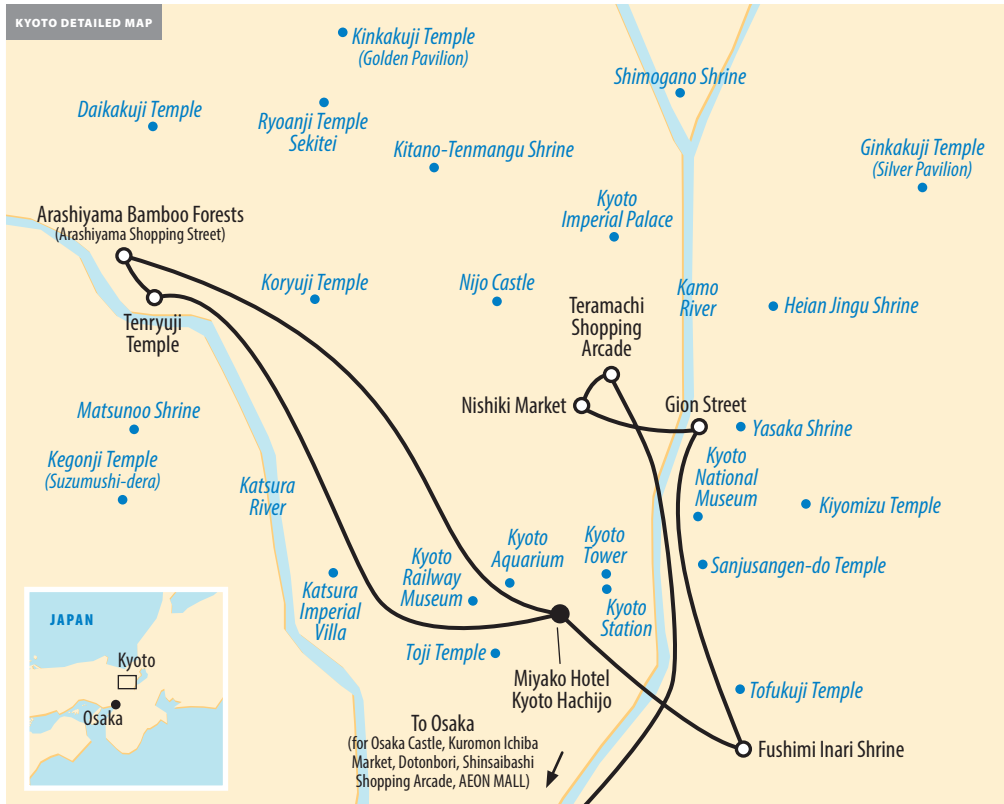 KYOTO DETAILED MAP
Kinkakuji Temple
(Golden Pavilion)
Shimogano Shrine
Daikakuji Temple
Ryoanji Temple
Sekitei
Kitano-Tenmangu Shrine
Ginkakuji Temple
(Silver Pavilion)
Kyoto
Imperial Palace
Arashiyama Bamboo Forests
(Arashiyama Shopping Street)
Koryuji Temple
Nijo Castle
Kamo
River
Heian Jingu Shrine
Teramachi
Shopping
Arcade
Tenryuji
Temple
Nishiki Market
Gion Street
Matsunoo Shrine
Yasaka Shrine
Kegonji Temple
(Suzumushi-dera)
Kyoto
National
Museum
Katsura
River
Kiyomizu Temple
Kyoto
Aquarium
Kyoto
Tower
Kyoto
Railway
Museum
Sanjusangen-do Temple
Katsura
Imperial
Villa
Kyoto
Station
Toji Temple
Miyako Hotel
Kyoto Hachijo
Tofukuji Temple
Fushimi Inari Shrine
To Osaka
(for Osaka Castle, Kuromon Ichiba
Market, Dotonbori, Shinsaibashi
Shopping Arcade, AEON MALL)
JAPAN
Kyoto
Osaka